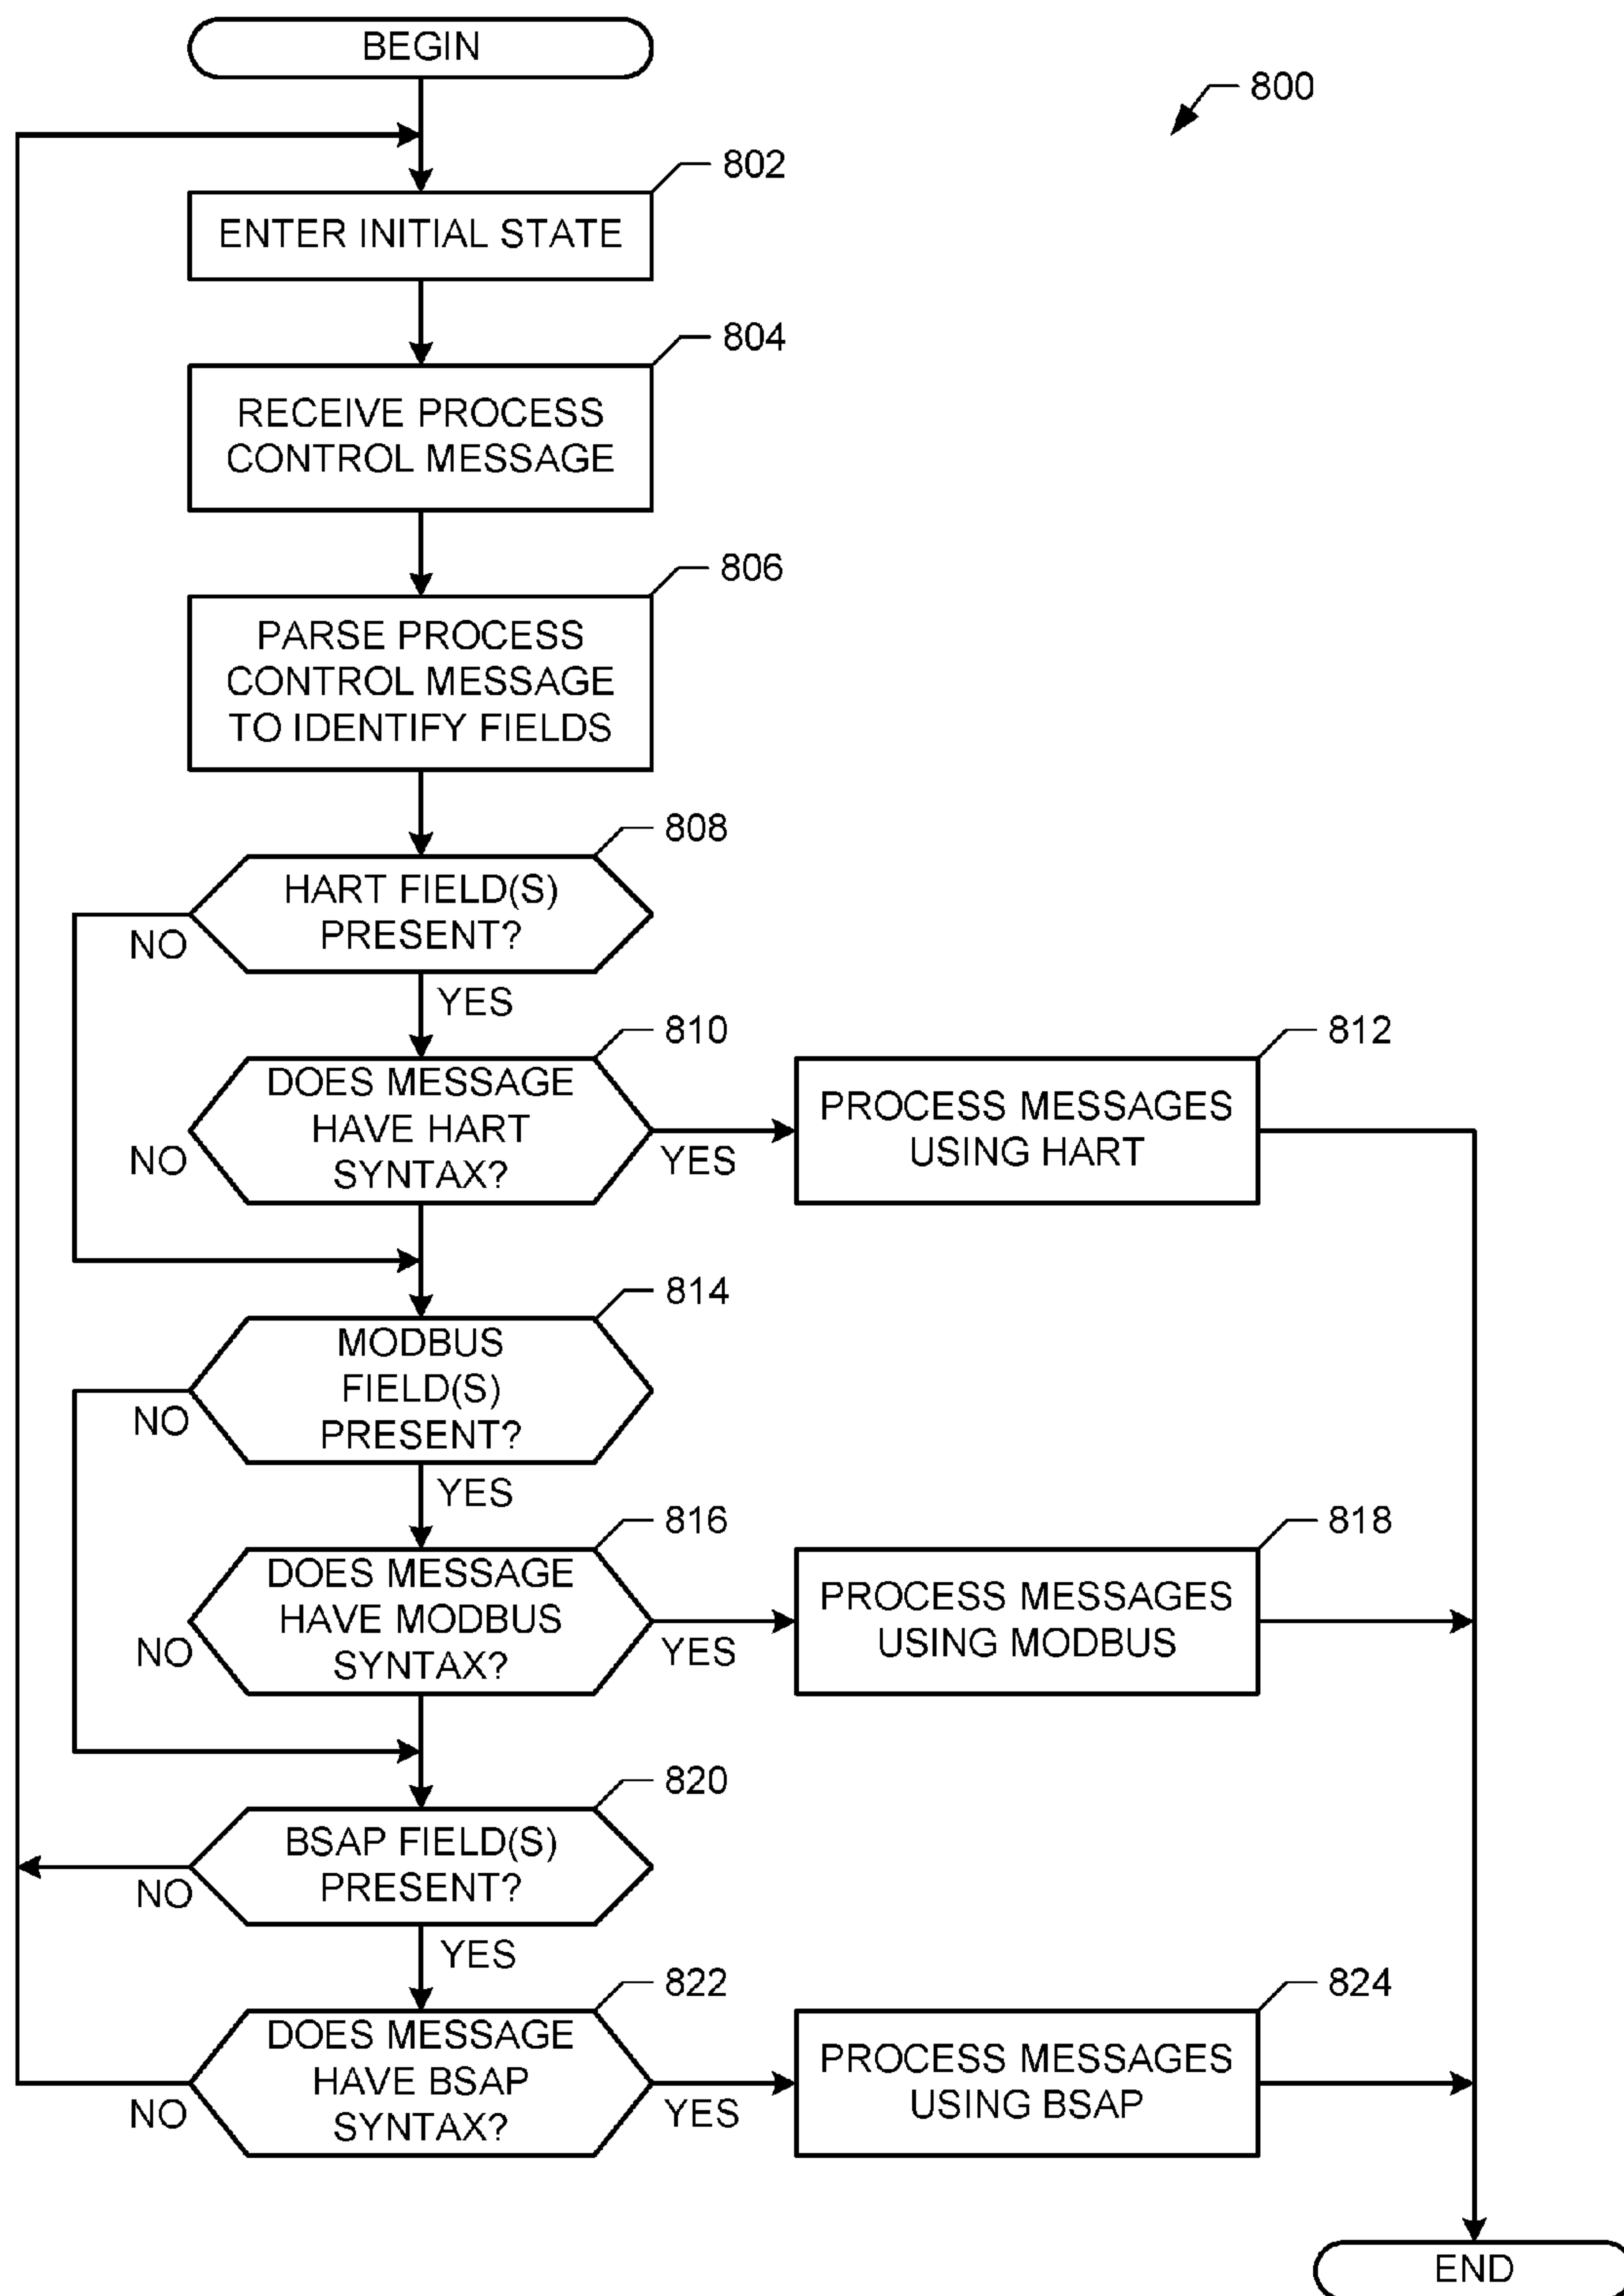 BEGIN
800
802
ENTER INITIAL STATE
804
RECEIVE PROCESS
CONTROL MESSAGE
806
PARSE PROCESS
CONTROL MESSAGE
TO IDENTIFY FIELDS
808
HART FIELD(S)
PRESENT?
NO
YES
810
DOES MESSAGE
HAVE HART
SYNTAX?
NO
YES
812
PROCESS MESSAGES
USING HART
814
MODBUS
FIELD(S)
PRESENT?
NO
YES
816
DOES MESSAGE
HAVE MODBUS
SYNTAX?
NO
YES
818
PROCESS MESSAGES
USING MODBUS
820
BSAP FIELD(S)
PRESENT?
NO
YES
822
DOES MESSAGE
HAVE BSAP
SYNTAX?
NO
YES
824
PROCESS MESSAGES
USING BSAP
END